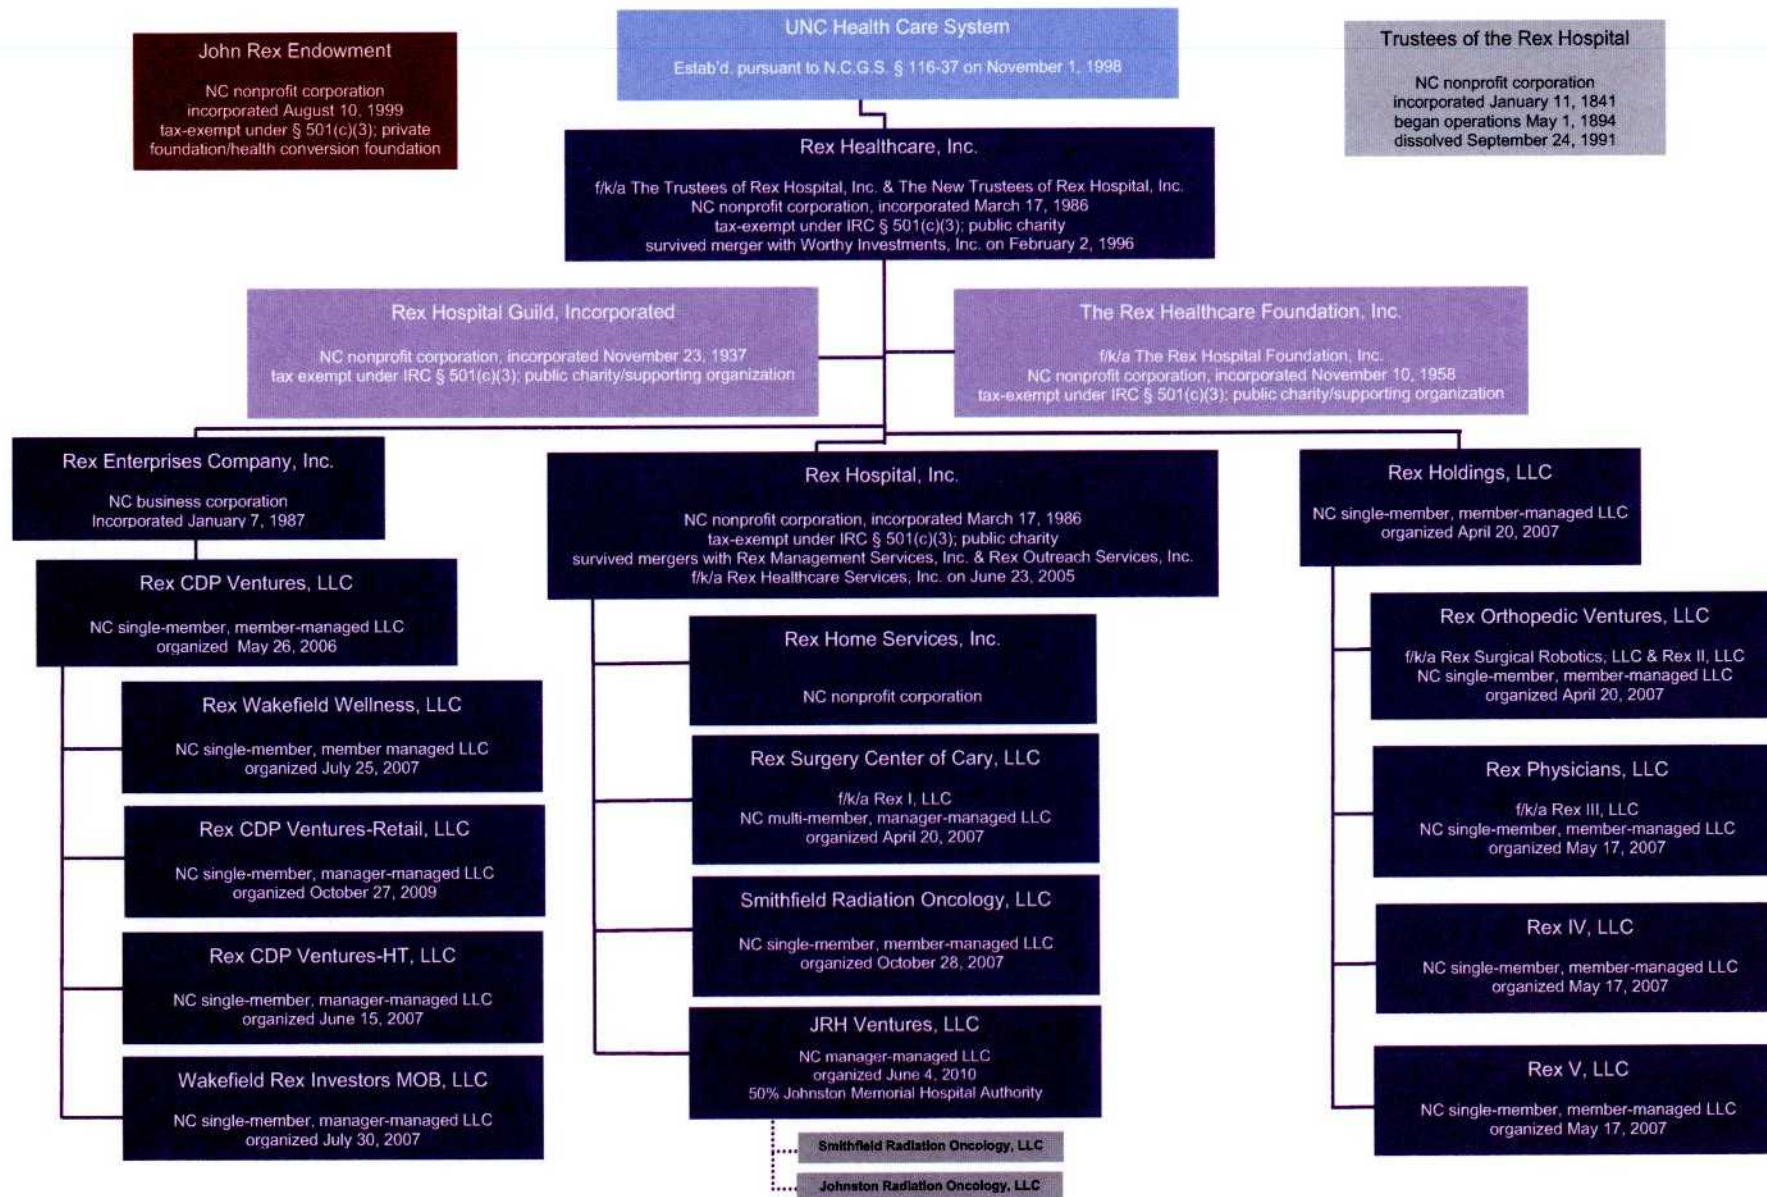 John Rex Endowment
NC nonprofit corporation
incorporated August 10, 1999
tax-exempt under § 501(c)(3); private
foundation/health conversion foundation
UNC Health Care System
Estab'd. pursuant to N.C.G.S. § 116-37 on November 1, 1998
Trustees of the Rex Hospital
NC nonprofit corporation
incorporated January 11, 1841
began operations May 1, 1894
dissolved September 24, 1991
Rex Healthcare, Inc.
f/k/a The Trustees of Rex Hospital, Inc. & The New Trustees of Rex Hospital, Inc.
NC nonprofit corporation, incorporated March 17, 1986
tax-exempt under IRC § 501(c)(3); public charity
survived merger with Worthy Investments, Inc. on February 2, 1996
Rex Hospital Guild, Incorporated
NC nonprofit corporation, incorporated November 23, 1937
tax exempt under IRC § 501(c)(3); public charity/supporting organization
The Rex Healthcare Foundation, Inc.
f/k/a The Rex Hospital Foundation, Inc.
NC nonprofit corporation, incorporated November 10, 1958
tax-exempt under IRC § 501(c)(3); public charity/supporting organization
Rex Enterprises Company, Inc.
NC business corporation
Incorporated January 7, 1987
Rex CDP Ventures, LLC
NC single-member, member-managed LLC
organized May 26, 2006
Rex Wakefield Wellness, LLC
NC single-member, member managed LLC
organized July 25, 2007
Rex CDP Ventures-Retail, LLC
NC single-member, manager-managed LLC
organized October 27, 2009
Rex CDP Ventures-HT, LLC
NC single-member, manager-managed LLC
organized June 15, 2007
Wakefield Rex Investors MOB, LLC
NC single-member, manager-managed LLC
organized July 30, 2007
Rex Hospital, Inc.
NC nonprofit corporation, incorporated March 17, 1986
tax-exempt under IRC § 501(c)(3); public charity
survived mergers with Rex Management Services, Inc. & Rex Outreach Services, Inc.
f/k/a Rex Healthcare Services, Inc. on June 23, 2005
Rex Home Services, Inc.
NC nonprofit corporation
Rex Surgery Center of Cary, LLC
f/k/a Rex I, LLC
NC multi-member, manager-managed LLC
organized April 20, 2007
Smithfield Radiation Oncology, LLC
NC single-member, member-managed LLC
organized October 28, 2007
JRH Ventures, LLC
NC manager-managed LLC
organized June 4, 2010
50% Johnston Memorial Hospital Authority
Smithfield Radiation Oncology, LLC
Johnston Radiation Oncology, LLC
Rex Holdings, LLC
NC single-member, member-managed LLC
organized April 20, 2007
Rex Orthopedic Ventures, LLC
f/k/a Rex Surgical Robotics, LLC & Rex II, LLC
NC single-member, member-managed LLC
organized April 20, 2007
Rex Physicians, LLC
f/k/a Rex III, LLC
NC single-member, member-managed LLC
organized May 17, 2007
Rex IV, LLC
NC single-member, member-managed LLC
organized May 17, 2007
Rex V, LLC
NC single-member, member-managed LLC
organized May 17, 2007